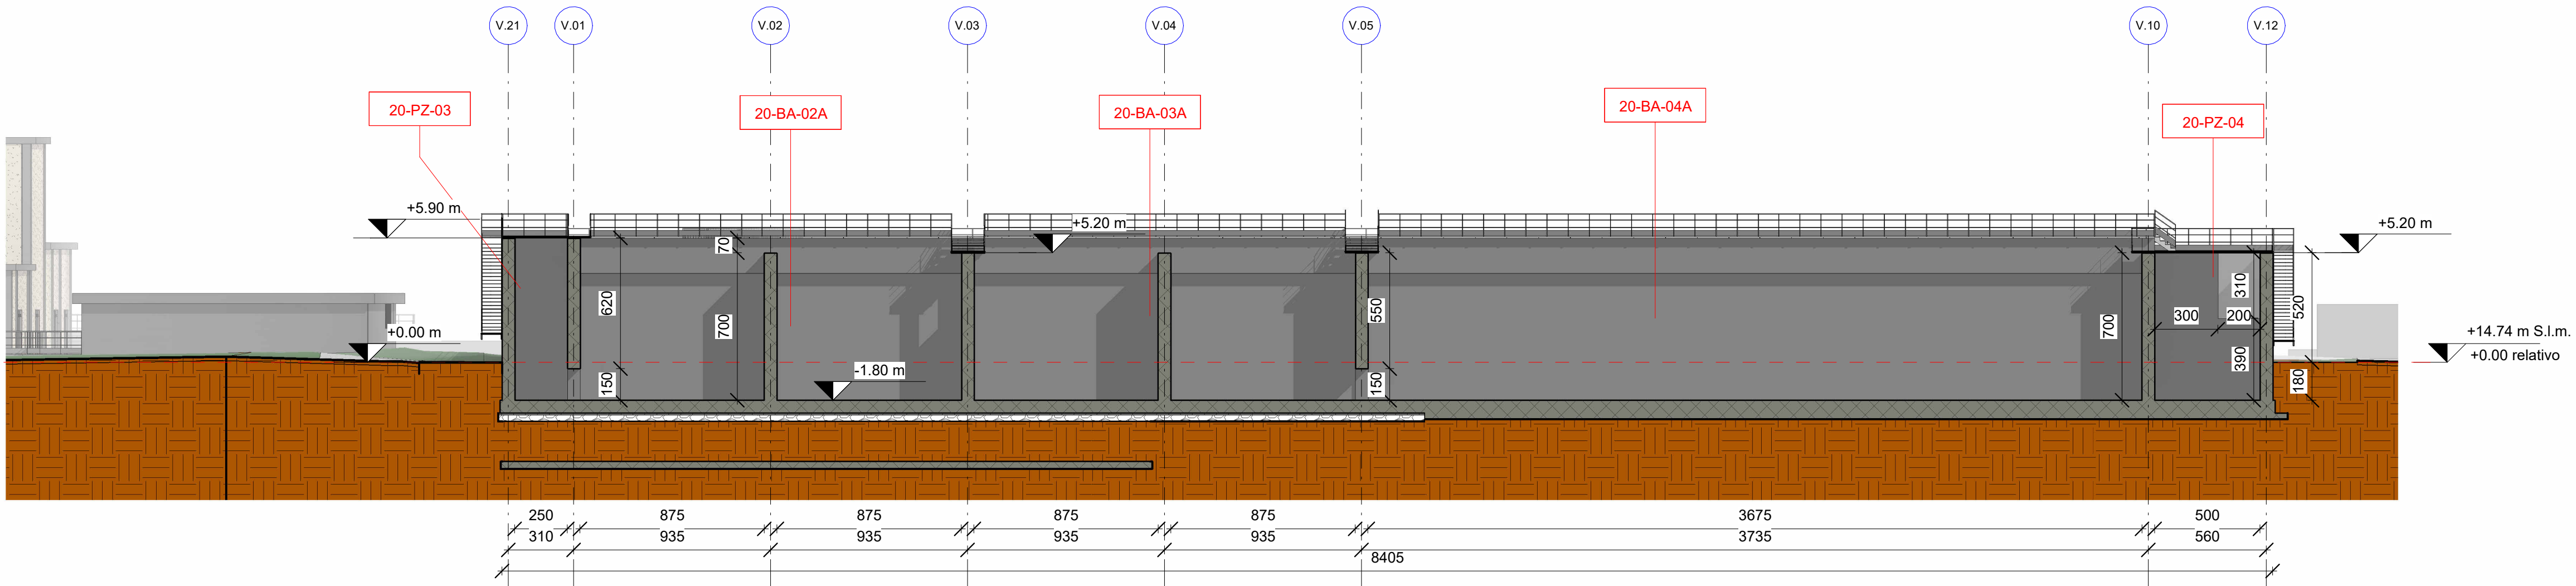 V.21 V.01 V.02 V.03 V.04 V.05 V.10 V.12
20-PZ-03
20-BA-02A
20-BA-03A
20-BA-04A
20-PZ-04
+5.90 m
+5.20 m
+5.20 m
70
620
700
550
700
310
520
300
200
+0.00 m
+14.74 m S.l.m.
+0.00 relativo
-1.80 m
150
150
390
180
250 875 875 875 875 3675 500
310 935 935 935 935 3735 560
8405